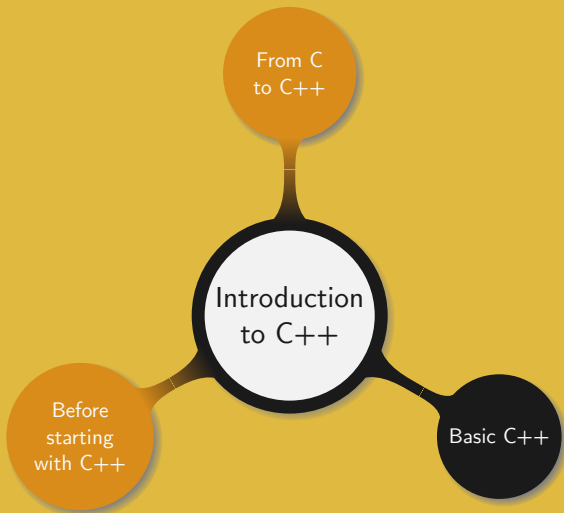 From C
to C++
Introduction
to C++
Before
starting
with C++
Basic C++